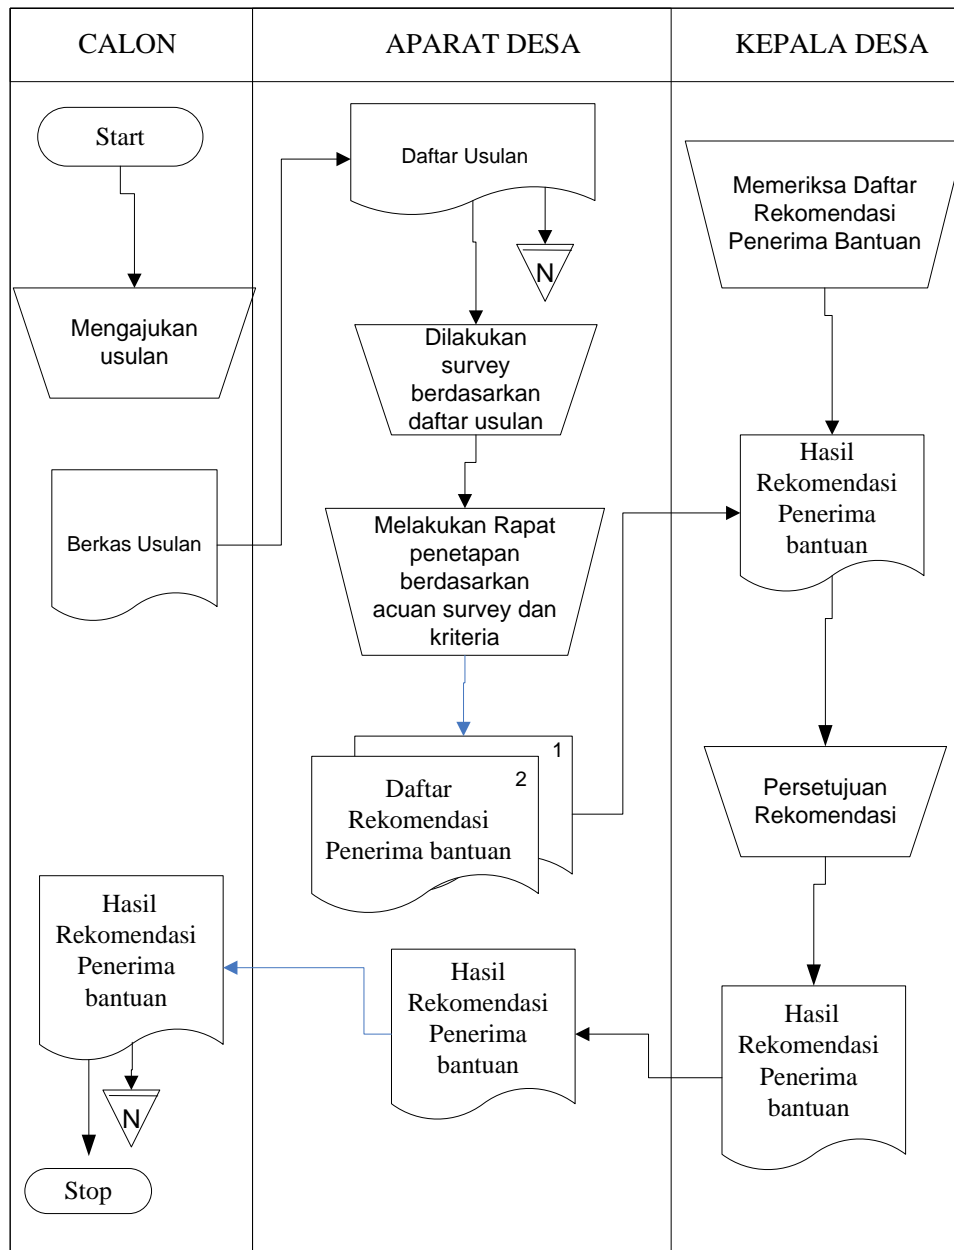 CALON
APARAT DESA
KEPALA DESA
Start
Mengajukan
usulan
Berkas Usulan
Hasil
Rekomendasi
Penerima
bantuan
N
Stop
Daftar Usulan
N
Dilakukan
survey
berdasarkan
daftar usulan
Melakukan Rapat
penetapan
berdasarkan
acuan survey dan
kriteria
1
2
Daftar
Rekomendasi
Penerima bantuan
Hasil
Rekomendasi
Penerima
bantuan
Memeriksa Daftar
Rekomendasi
Penerima Bantuan
Hasil
Rekomendasi
Penerima
bantuan
Persetujuan
Rekomendasi
Hasil
Rekomendasi
Penerima
bantuan